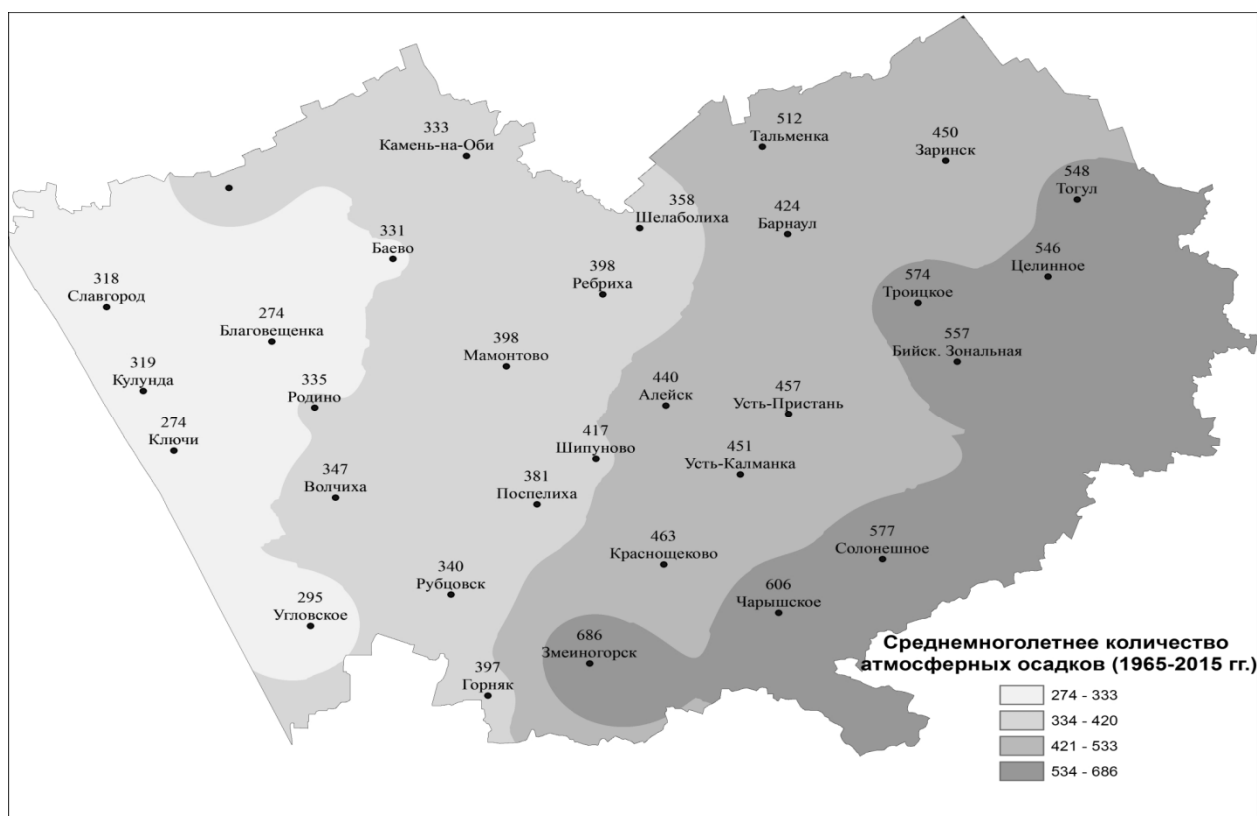 512
Тальменка
333
Камень-на-Оби
450
Заринск
548
Тогул
358
Шелаболиха
424
Барнаул
331
Баево
546
Целинное
398
Ребриха
318
Славгород
574
Троицкое
274
Благовещенка
398
Мамонтово
557
Бийск. Зональная
319
Кулунда
335
Родино
440
Алейск
457
Усть-Пристань
274
Ключи
417
Шипуново
451
Усть-Калманка
347
Волчиха
381
Поспелиха
463
Краснощеково
577
Солонешное
340
Рубцовск
606
Чарышское
295
Угловское
686
Змеиногорск
397
Горняк
Среднемноголетнее количество
атмосферных осадков (1965-2015 гг.)
274 - 333
334 - 420
421 - 533
534 - 686